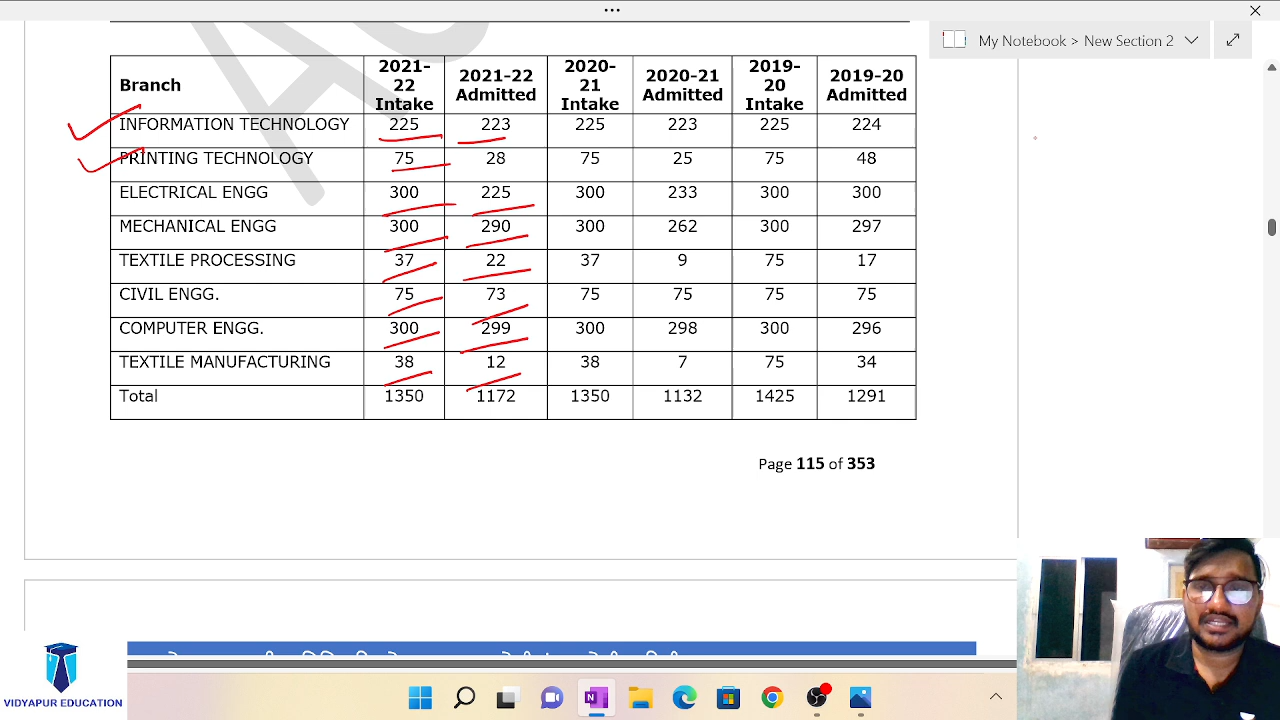 My Notebook > New Section 2
Branch 2021-22 Intake 2021-22 Admitted 2020-21 Intake 2020-21 Admitted 2019-20 Intake 2019-20 Admitted
INFORMATION TECHNOLOGY 225 223 225 223 225 224
PRINTING TECHNOLOGY 75 28 75 25 75 48
ELECTRICAL ENGG 300 225 300 233 300 300
MECHANICAL ENGG 300 290 300 262 300 297
TEXTILE PROCESSING 37 22 37 9 75 17
CIVIL ENGG. 75 73 75 75 75 75
COMPUTER ENGG. 300 299 300 298 300 296
TEXTILE MANUFACTURING 38 12 38 7 75 34
Total 1350 1172 1350 1132 1425 1291
Page 115 of 353
VIDYAPUR EDUCATION